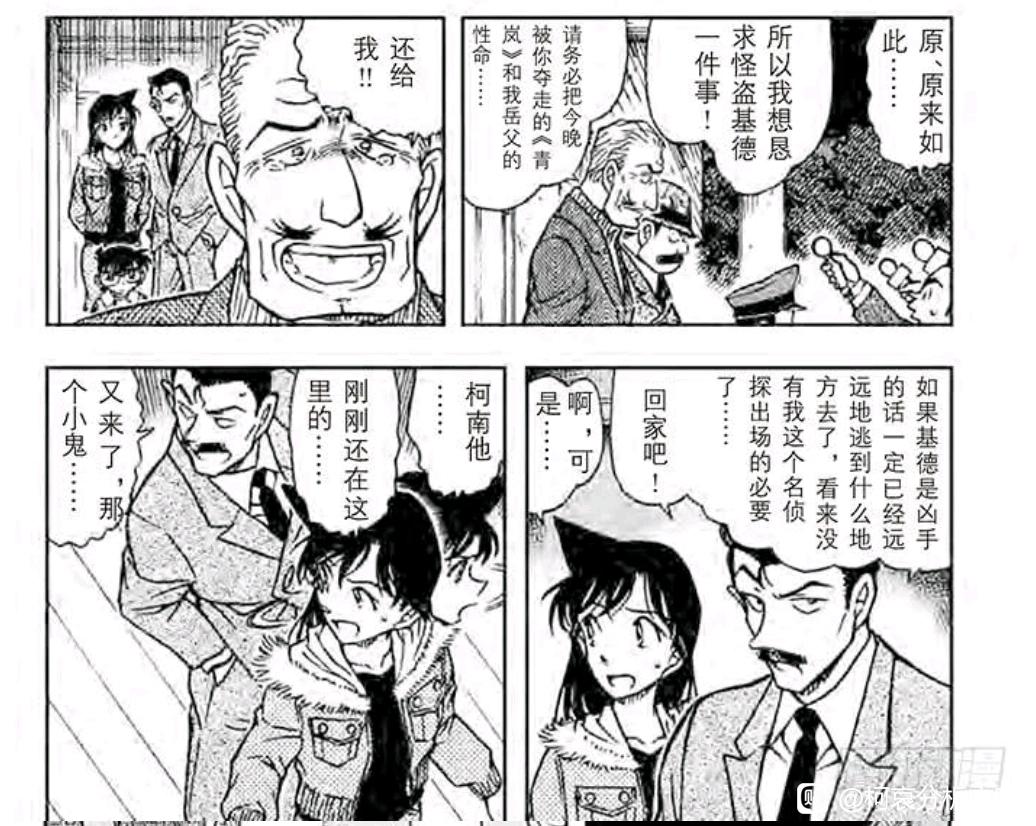 原、原来如
此……
所以我想恳
求怪盗基德
一件事！
请务必把今晚
被你夺走的《青
岚》和我岳父的
性命……
还给
我!!
如果基德是凶手
的话一定已经远
远地逃到什么地
方去了，看来没
有我这个名侦
探出场的必要
了……
回家吧！
啊，可
是……
柯南他
……
刚刚还在这
里的……
又来了，那
个小鬼……
@柯哀分析